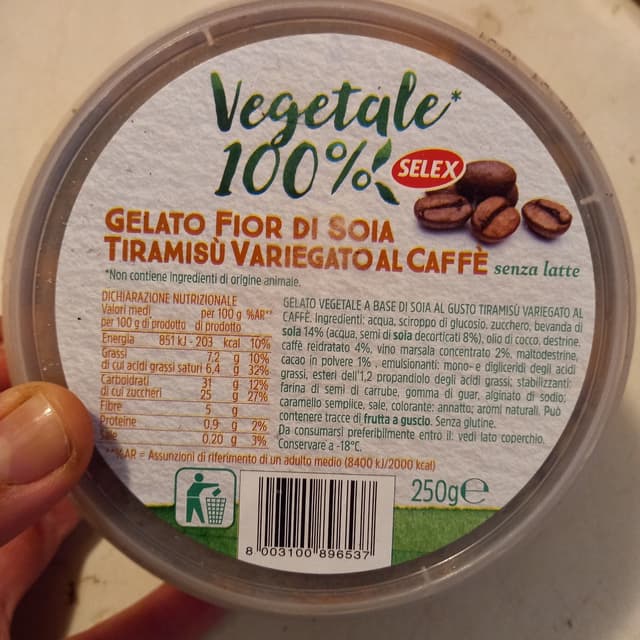 Vegetale*
100%
SELEX
GELATO FIOR DI SOIA
TIRAMISÙ VARIEGATO AL CAFFÈ senza latte
*Non contiene ingredienti di origine animale.
DICHIARAZIONE NUTRIZIONALE
Valori medi per 100 g %AR**
per 100 g di prodotto di prodotto
Energia 851 kJ - 203 kcal 10%
Grassi 7,2 g 10%
di cui acidi grassi saturi 6,4 g 32%
Carboidrati 31 g 12%
di cui zuccheri 25 g 27%
Fibre 5 g
Proteine 0,9 g 2%
Sale 0,20 g 3%
GELATO VEGETALE A BASE DI SOIA AL GUSTO TIRAMISÙ VARIEGATO AL
CAFFÈ. Ingredienti: acqua, sciroppo di glucosio, zucchero, bevanda di
soia 14% (acqua, semi di soia decorticati 8%), olio di cocco, destrine,
caffè reidratato 4%, vino marsala concentrato 2%, maltodestrine,
cacao in polvere 1%, emulsionanti: mono- e digliceridi degli acidi
grassi, esteri dell'1,2 propandiolo degli acidi grassi; stabilizzanti:
farina di semi di carrube, gomma di guar, alginato di sodio;
caramello semplice, sale, colorante: annatto; aromi naturali. Può
contenere tracce di frutta a guscio. Senza glutine.
Da consumarsi preferibilmente entro il: vedi lato coperchio.
Conservare a -18°C.
**%AR = Assunzioni di riferimento di un adulto medio (8400 kJ/2000 kcal)
250g℮
8 003100 896537